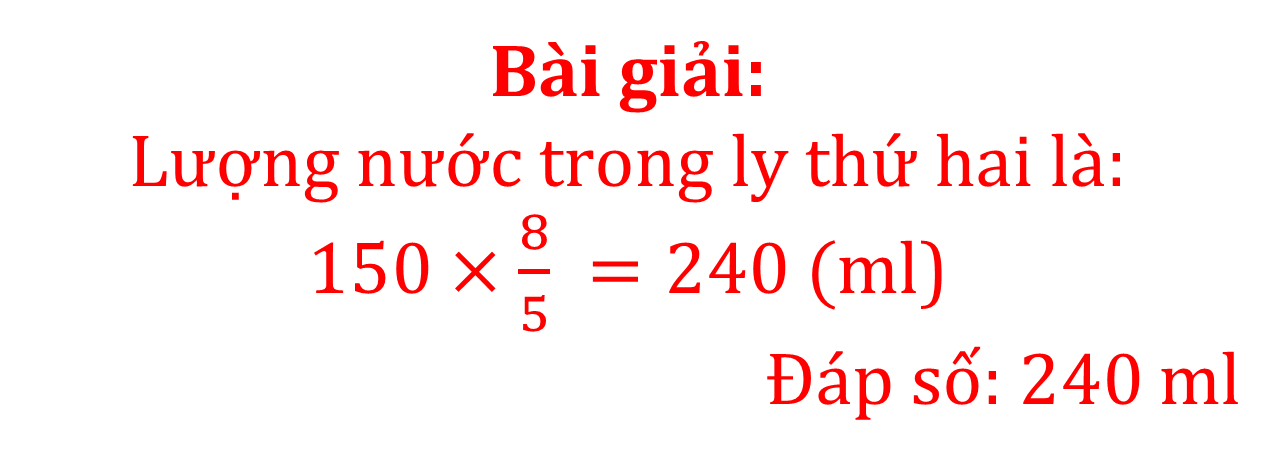 Bài giải:
Lượng nước trong ly thứ hai là:
150 × 8/5 = 240 (ml)
Đáp số: 240 ml